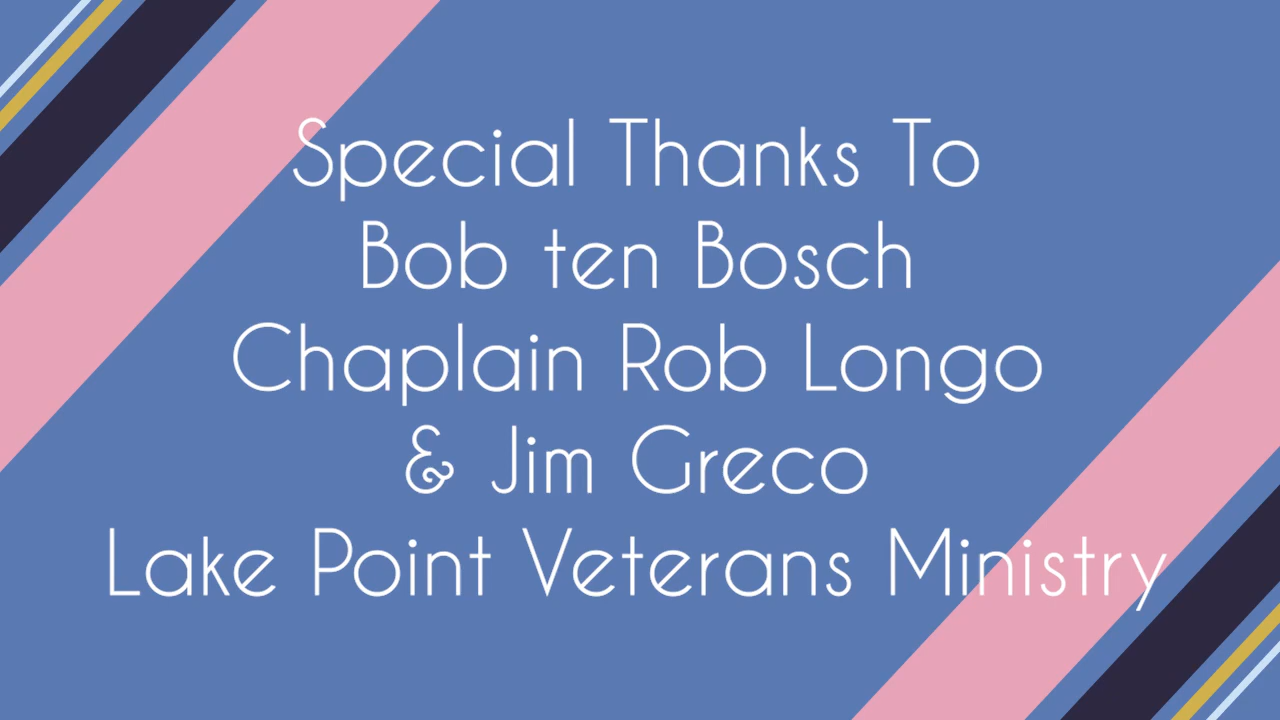 Special Thanks To
Bob ten Bosch
Chaplain Rob Longo
& Jim Greco
Lake Point Veterans Ministry